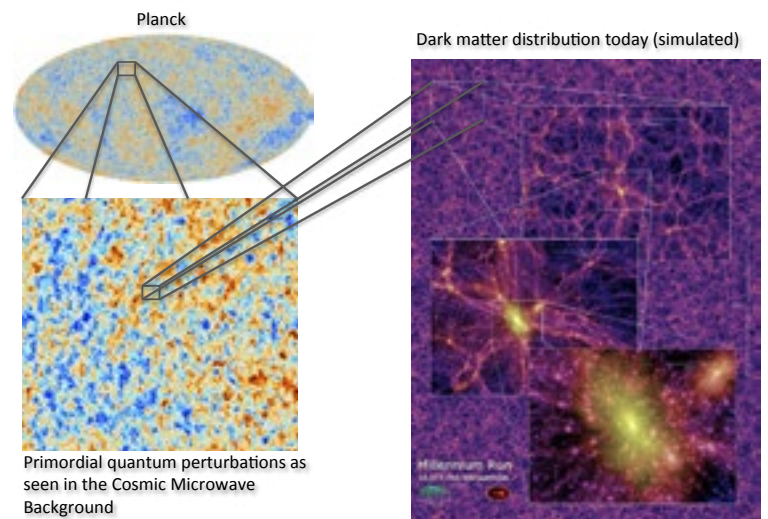 Planck
Dark matter distribution today (simulated)
Primordial quantum perturbations as
seen in the Cosmic Microwave
Background
Millennium Run